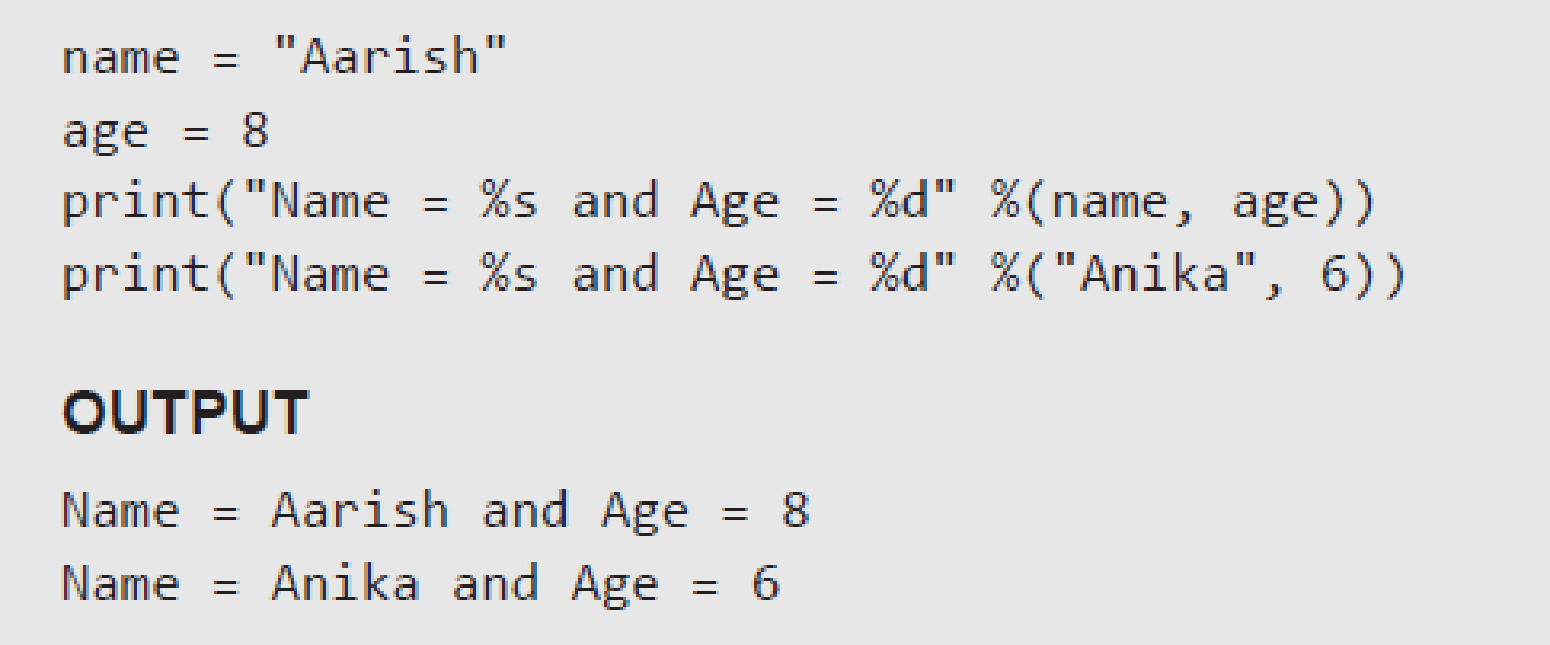 name = "Aarish"
age = 8
print("Name = %s and Age = %d" %(name, age))
print("Name = %s and Age = %d" %("Anika", 6))
OUTPUT
Name = Aarish and Age = 8
Name = Anika and Age = 6